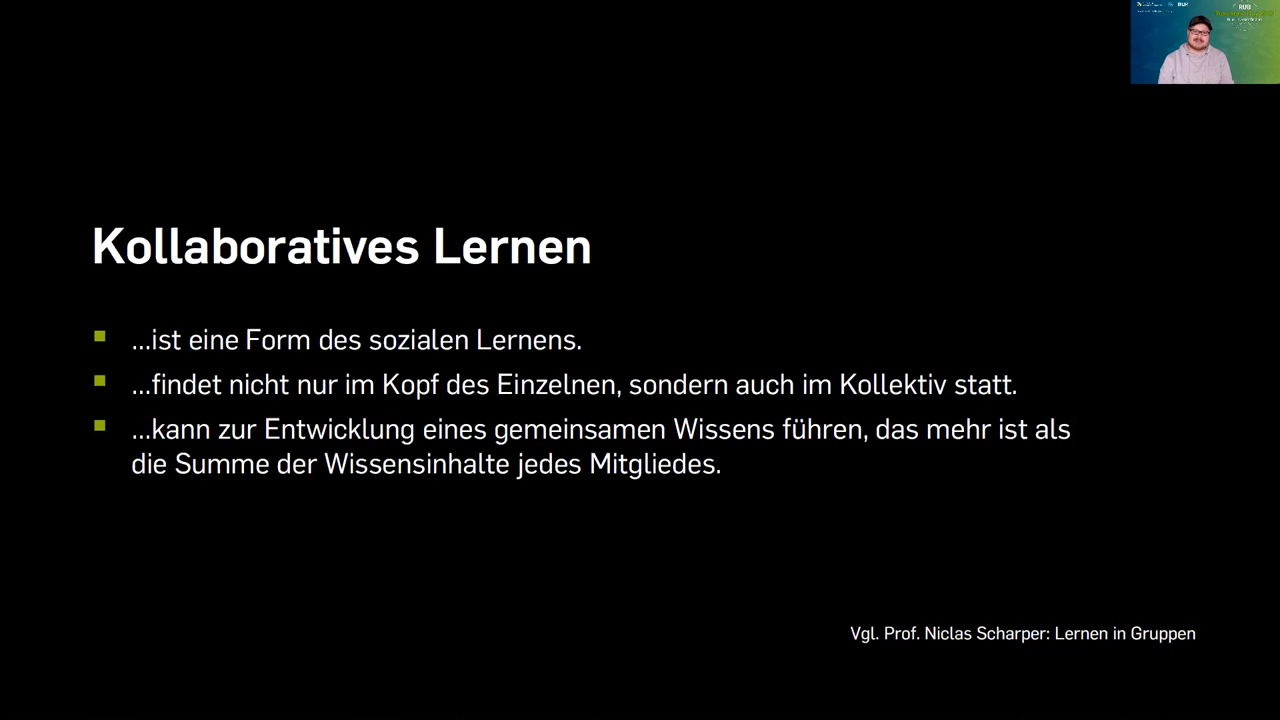 RUB
Kollaboratives Lernen
...ist eine Form des sozialen Lernens.
...findet nicht nur im Kopf des Einzelnen, sondern auch im Kollektiv statt.
...kann zur Entwicklung eines gemeinsamen Wissens führen, das mehr ist als
die Summe der Wissensinhalte jedes Mitgliedes.
Vgl. Prof. Niclas Scharper: Lernen in Gruppen